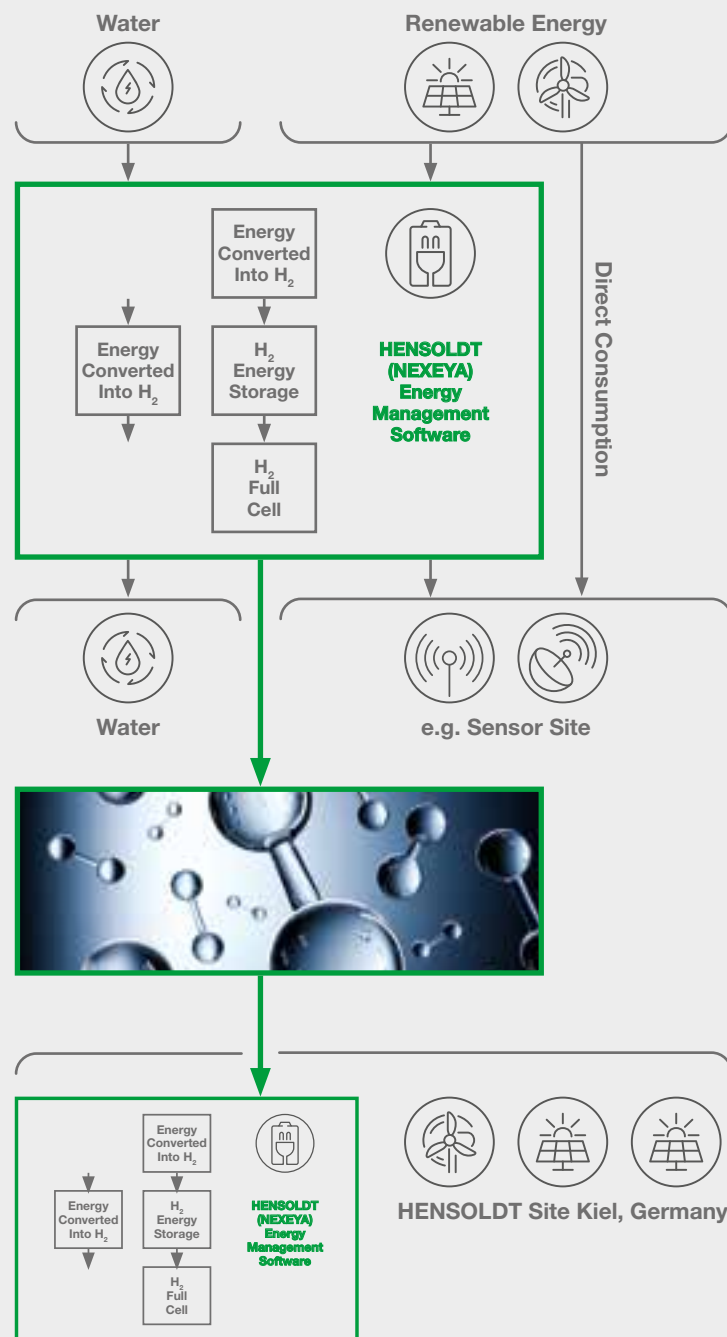 Water
Renewable Energy
Energy
Converted
Into H₂
Energy
Converted
Into H₂
H₂
Energy
Storage
H₂
Full
Cell
HENSOLDT
(NEXEYA)
Energy
Management
Software
Direct Consumption
Water
e.g. Sensor Site
Energy
Converted
Into H₂
Energy
Converted
Into H₂
H₂
Energy
Storage
H₂
Full
Cell
HENSOLDT
(NEXEYA)
Energy
Management
Software
HENSOLDT Site Kiel, Germany